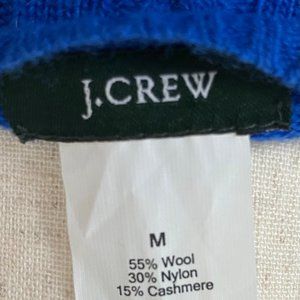 J.CREW
M
55% Wool
30% Nylon
15% Cashmere